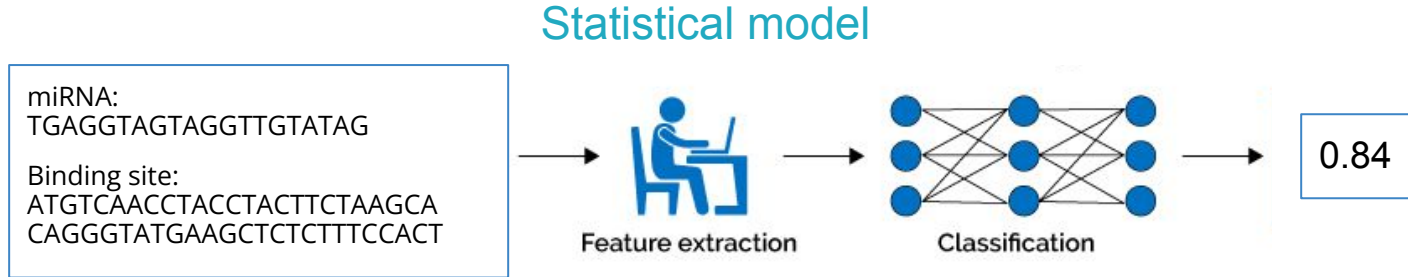 Statistical model
miRNA:
TGAGGTAGTAGGTTGTATAG
Binding site:
ATGTCAACCTACCTACTTCTAAGCA
CAGGGTATGAAGCTCTCTTTCCACT
Feature extraction
Classification
0.84